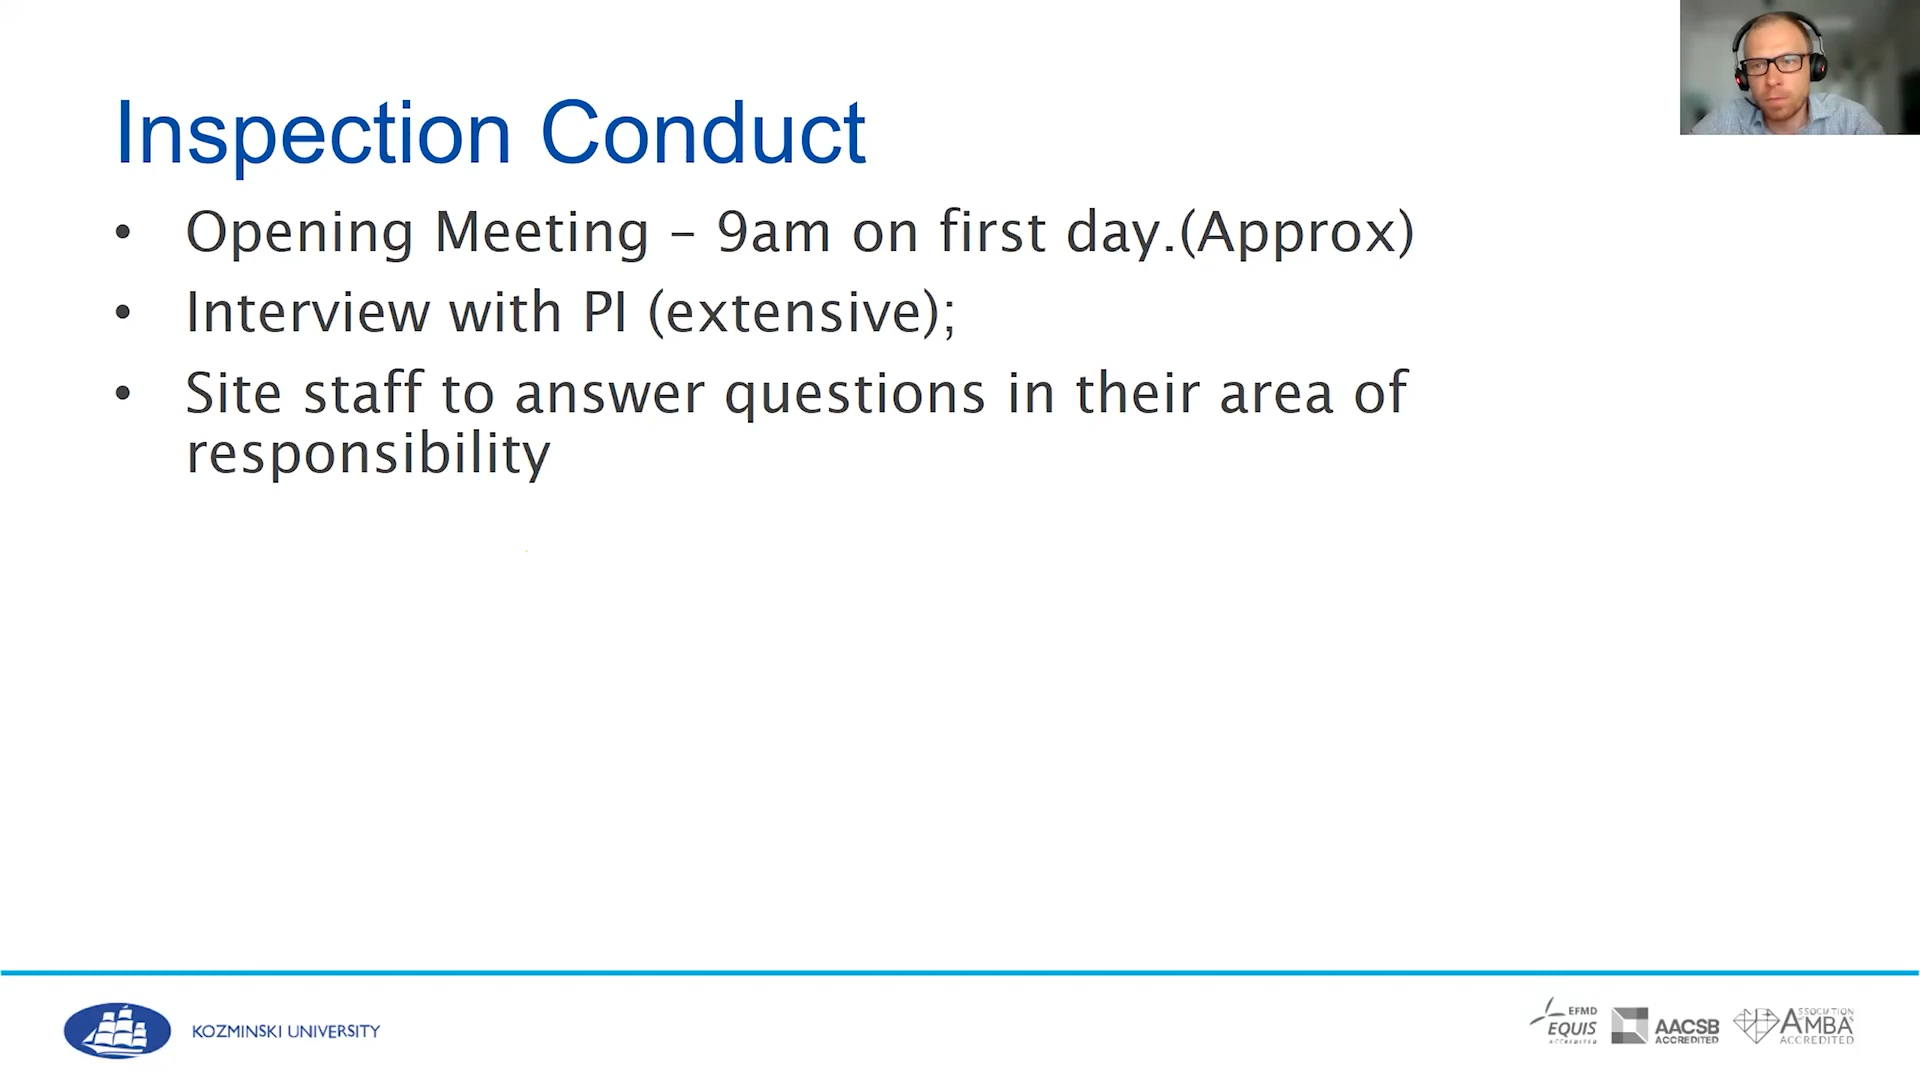 Inspection Conduct
• Opening Meeting – 9am on first day.(Approx)
• Interview with PI (extensive);
• Site staff to answer questions in their area of
responsibility
KOZMINSKI UNIVERSITY
EFMD
EQUIS
ACCREDITED
AACSB
ACCREDITED
ASSOCIATION
AMBA
ACCREDITED